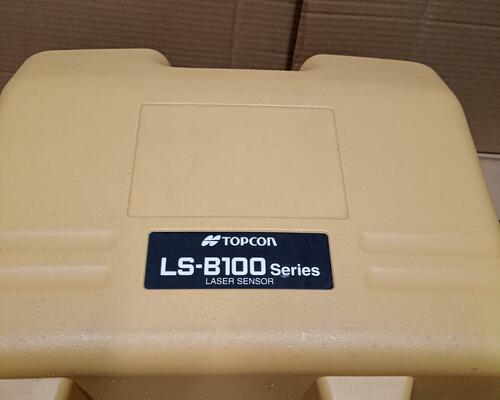 TOPCON
LS-B100 Series
LASER SENSOR